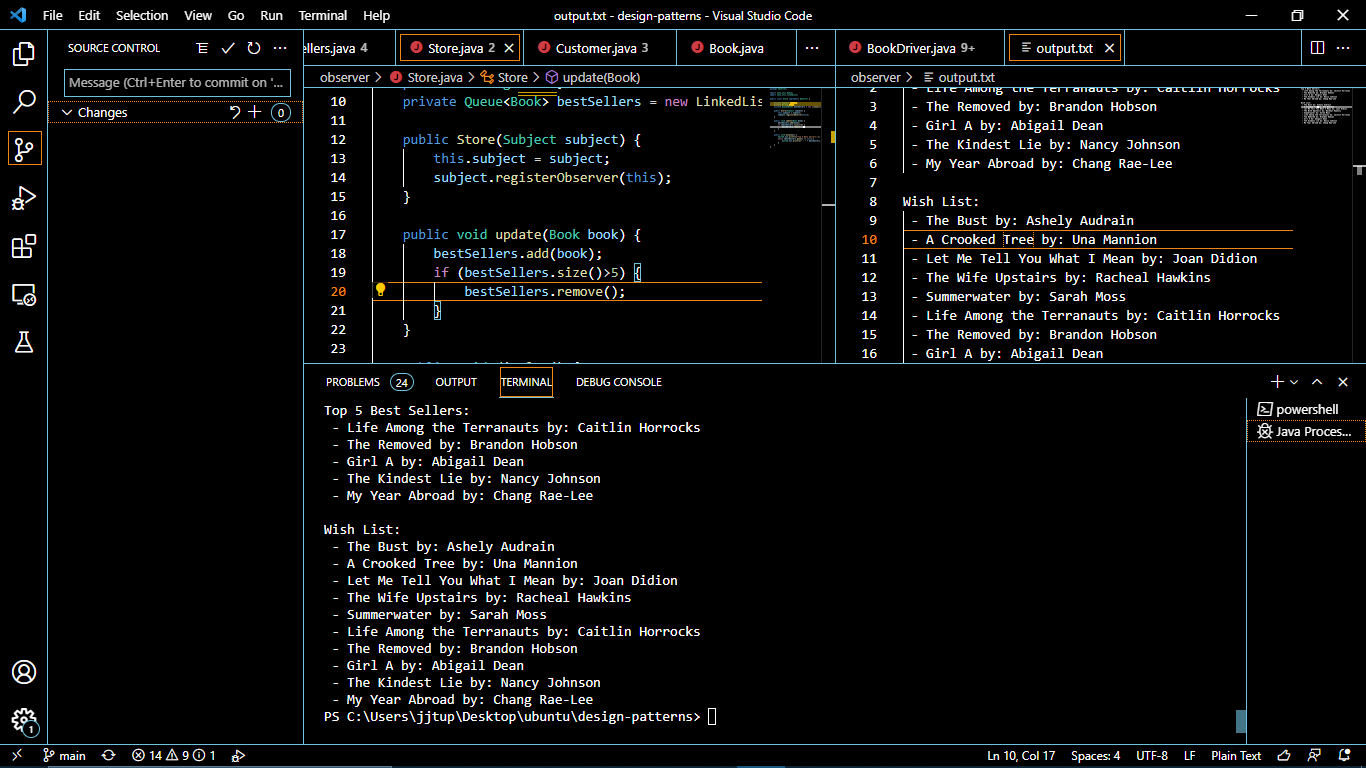 File Edit Selection View Go Run Terminal Help
output.txt - design-patterns - Visual Studio Code
SOURCE CONTROL
Message (Ctrl+Enter to commit on '...
Changes 0
ellers.java 4 Store.java 2 Customer.java 3 Book.java
observer > Store.java > Store > update(Book)
10 private Queue<Book> bestSellers = new LinkedLis
11
12 public Store(Subject subject) {
13 this.subject = subject;
14 subject.registerObserver(this);
15 }
16
17 public void update(Book book) {
18 bestSellers.add(book);
19 if (bestSellers.size()>5) {
20 bestSellers.remove();
21 }
22 }
23
BookDriver.java 9+ output.txt
observer > output.txt
2 - Life Among the Terranauts by: Caitlin Horrocks
3 - The Removed by: Brandon Hobson
4 - Girl A by: Abigail Dean
5 - The Kindest Lie by: Nancy Johnson
6 - My Year Abroad by: Chang Rae-Lee
7
8 Wish List:
9 - The Bust by: Ashely Audrain
10 - A Crooked Tree by: Una Mannion
11 - Let Me Tell You What I Mean by: Joan Didion
12 - The Wife Upstairs by: Racheal Hawkins
13 - Summerwater by: Sarah Moss
14 - Life Among the Terranauts by: Caitlin Horrocks
15 - The Removed by: Brandon Hobson
16 - Girl A by: Abigail Dean
PROBLEMS 24 OUTPUT TERMINAL DEBUG CONSOLE
Top 5 Best Sellers:
- Life Among the Terranauts by: Caitlin Horrocks
- The Removed by: Brandon Hobson
- Girl A by: Abigail Dean
- The Kindest Lie by: Nancy Johnson
- My Year Abroad by: Chang Rae-Lee

Wish List:
- The Bust by: Ashely Audrain
- A Crooked Tree by: Una Mannion
- Let Me Tell You What I Mean by: Joan Didion
- The Wife Upstairs by: Racheal Hawkins
- Summerwater by: Sarah Moss
- Life Among the Terranauts by: Caitlin Horrocks
- The Removed by: Brandon Hobson
- Girl A by: Abigail Dean
- The Kindest Lie by: Nancy Johnson
- My Year Abroad by: Chang Rae-Lee
PS C:\Users\jjtup\Desktop\ubuntu\design-patterns>
powershell
Java Proces...
1
main 14 9 1
Ln 10, Col 17 Spaces: 4 UTF-8 LF Plain Text